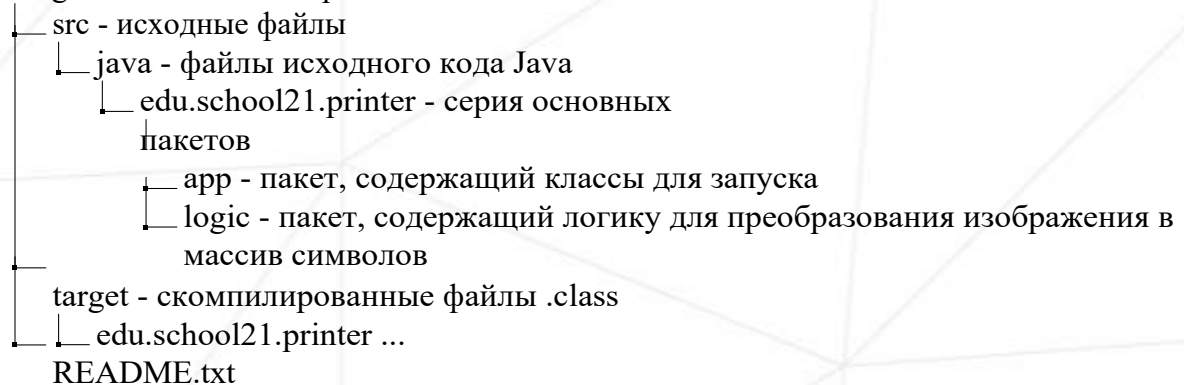 src - исходные файлы
java - файлы исходного кода Java
edu.school21.printer - серия основных
пакетов
app - пакет, содержащий классы для запуска
logic - пакет, содержащий логику для преобразования изображения в
массив символов
target - скомпилированные файлы .class
edu.school21.printer ...
README.txt